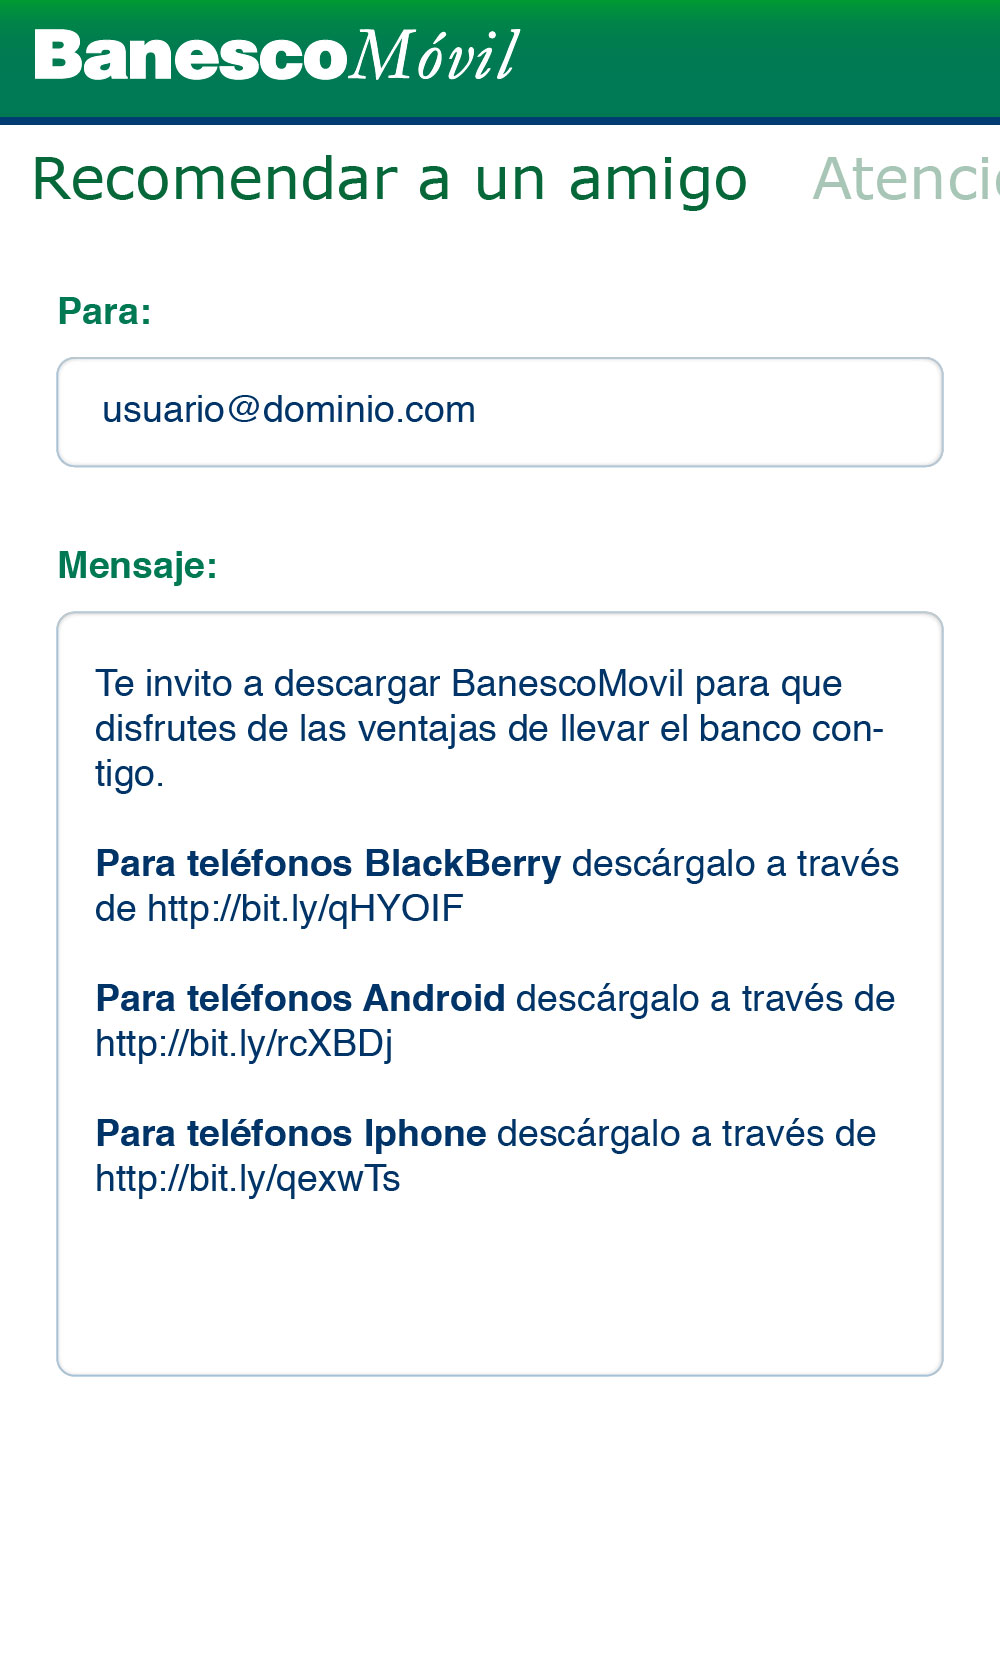 BanescoMóvil
Recomendar a un amigo Atenci
Para:
usuario@dominio.com
Mensaje:
Te invito a descargar BanescoMovil para que
disfrutes de las ventajas de llevar el banco con-
tigo.
Para teléfonos BlackBerry descárgalo a través
de http://bit.ly/qHYOIF
Para teléfonos Android descárgalo a través de
http://bit.ly/rcXBDj
Para teléfonos Iphone descárgalo a través de
http://bit.ly/qexwTs